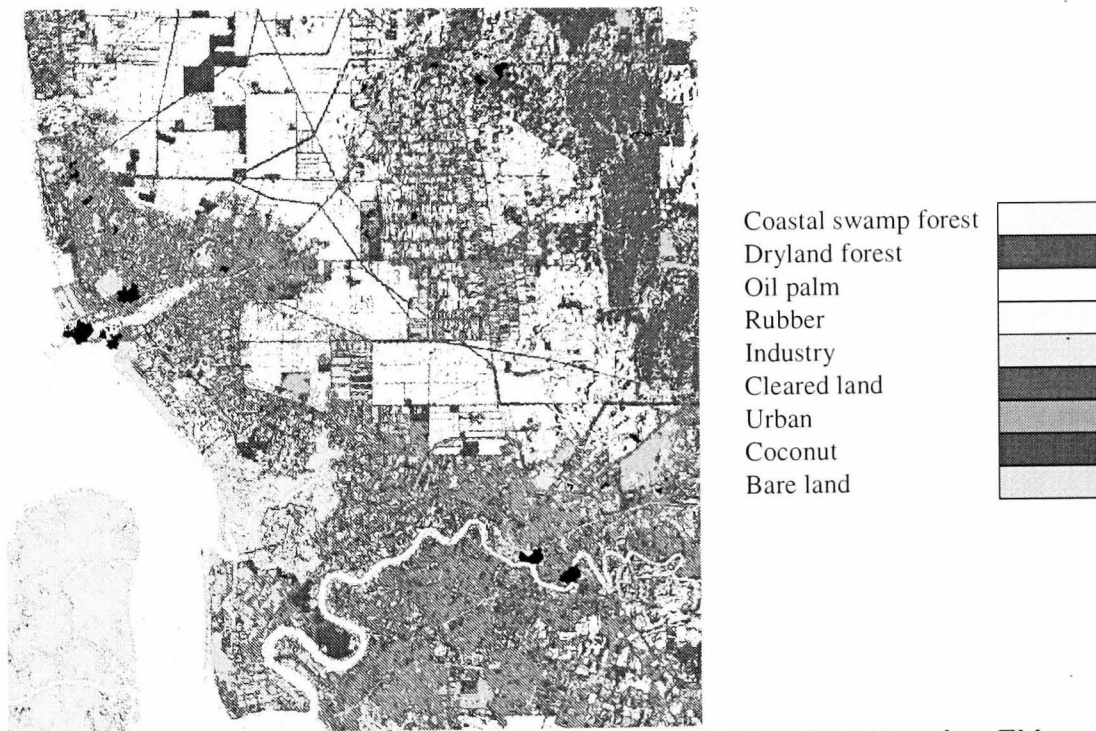 Coastal swamp forest
Dryland forest
Oil palm
Rubber
Industry
Cleared land
Urban
Coconut
Bare land